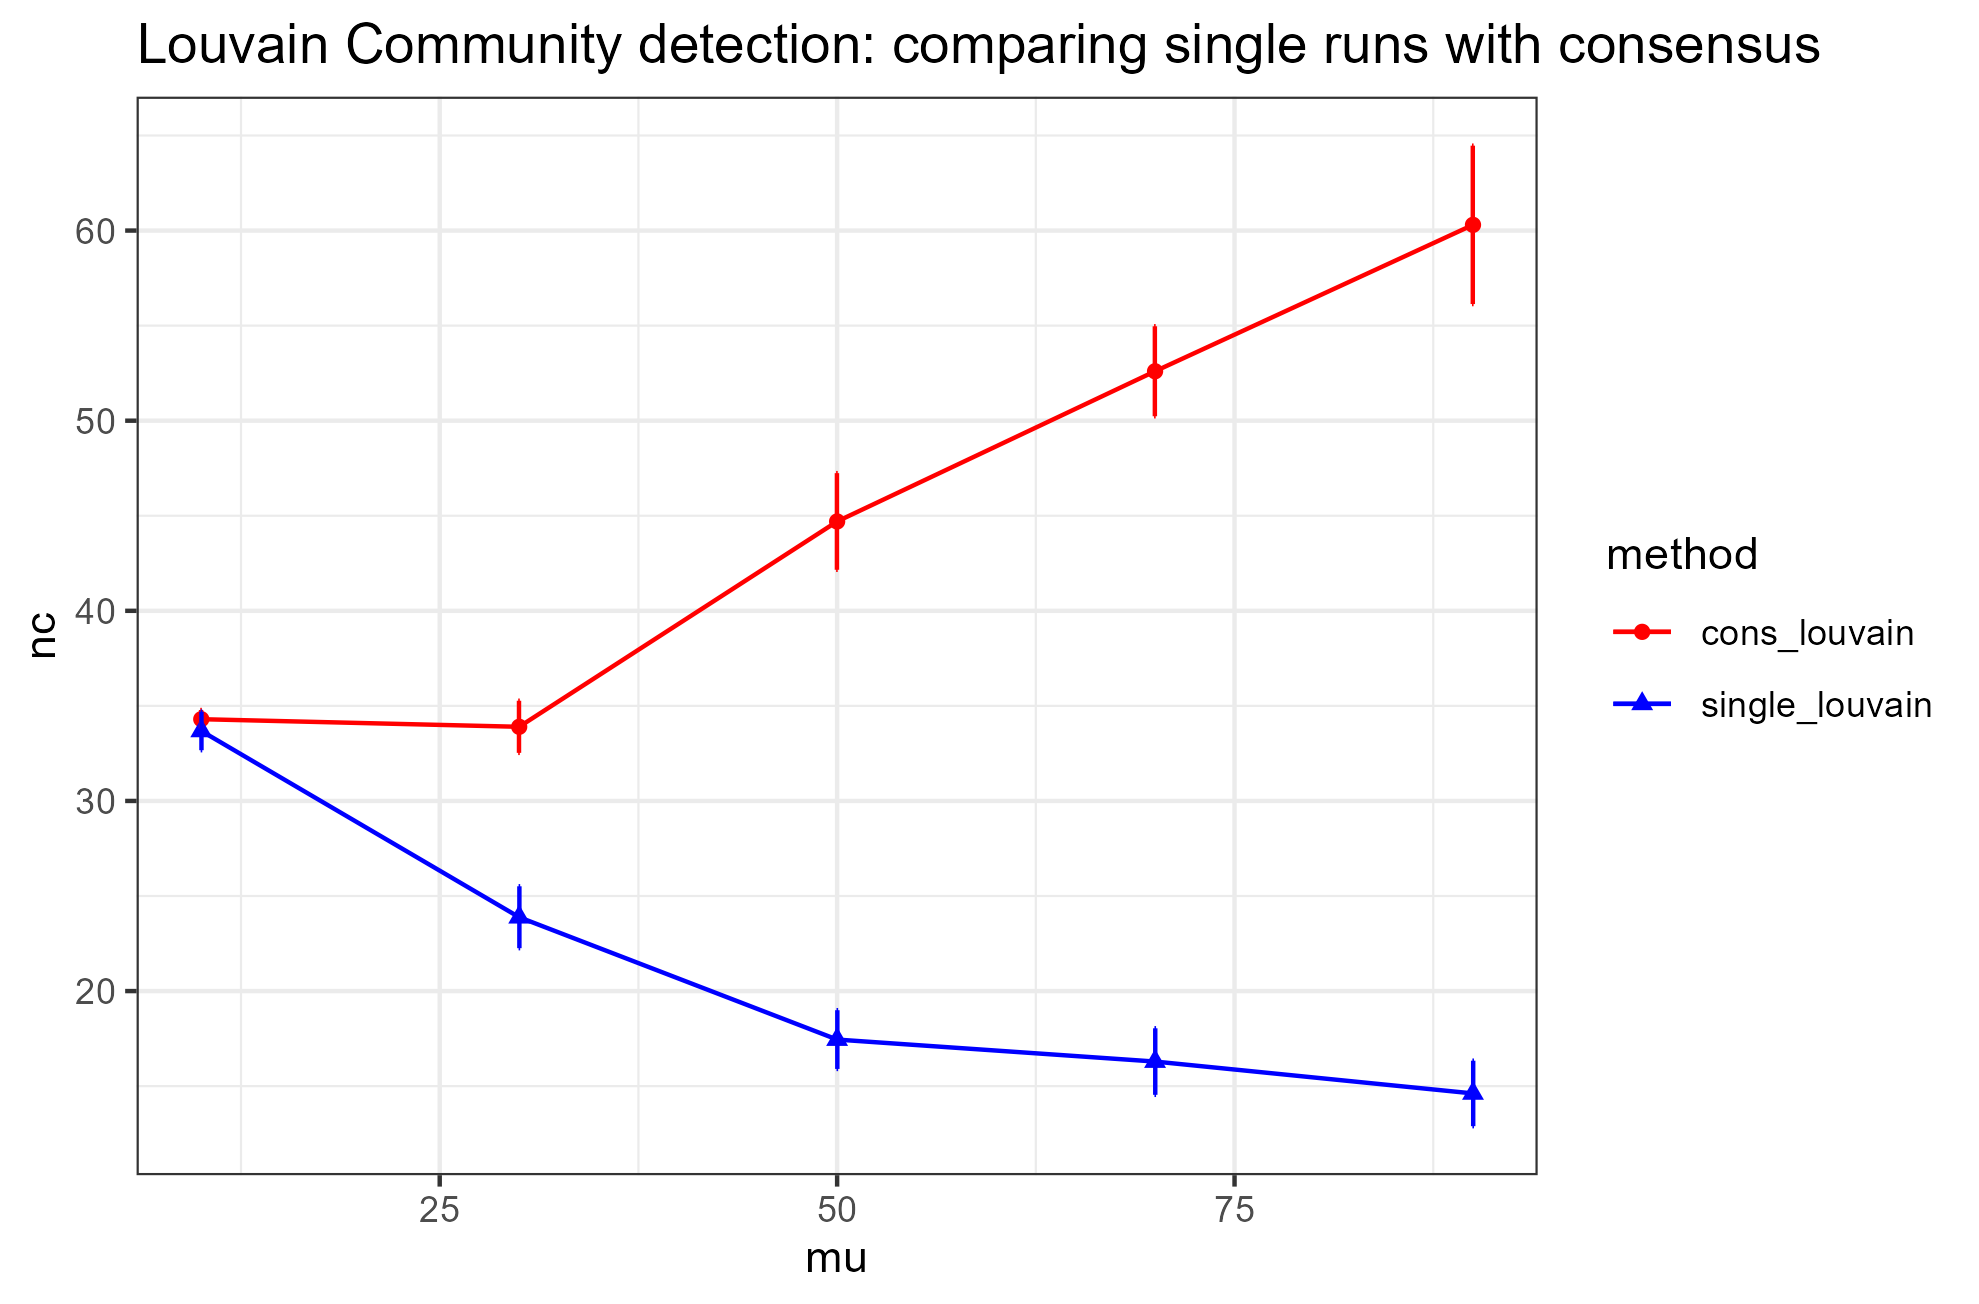 Louvain Community detection: comparing single runs with consensus
60
50
40
30
20
nc
25 50 75
mu
method
cons_louvain
single_louvain